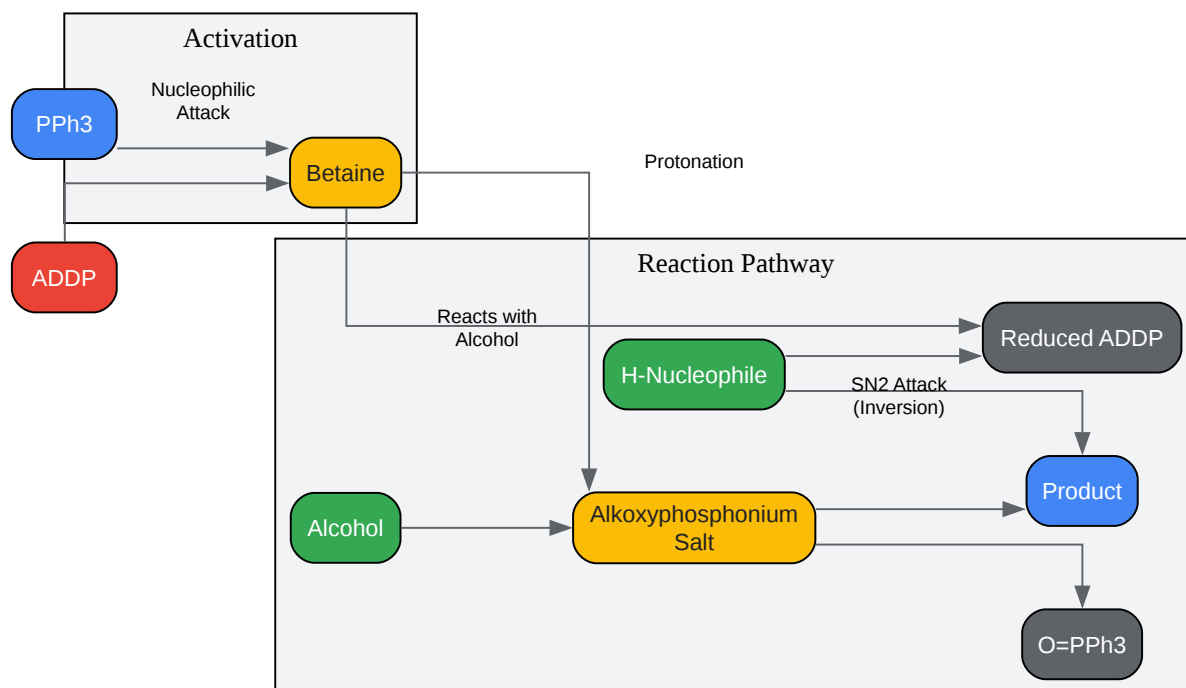 Activation
Nucleophilic
Attack
PPh3
Betaine
Protonation
ADDP
Reaction Pathway
Reacts with
Alcohol
Reduced ADDP
H-Nucleophile
SN2 Attack
(Inversion)
Product
Alcohol
Alkoxyphosphonium
Salt
O=PPh3